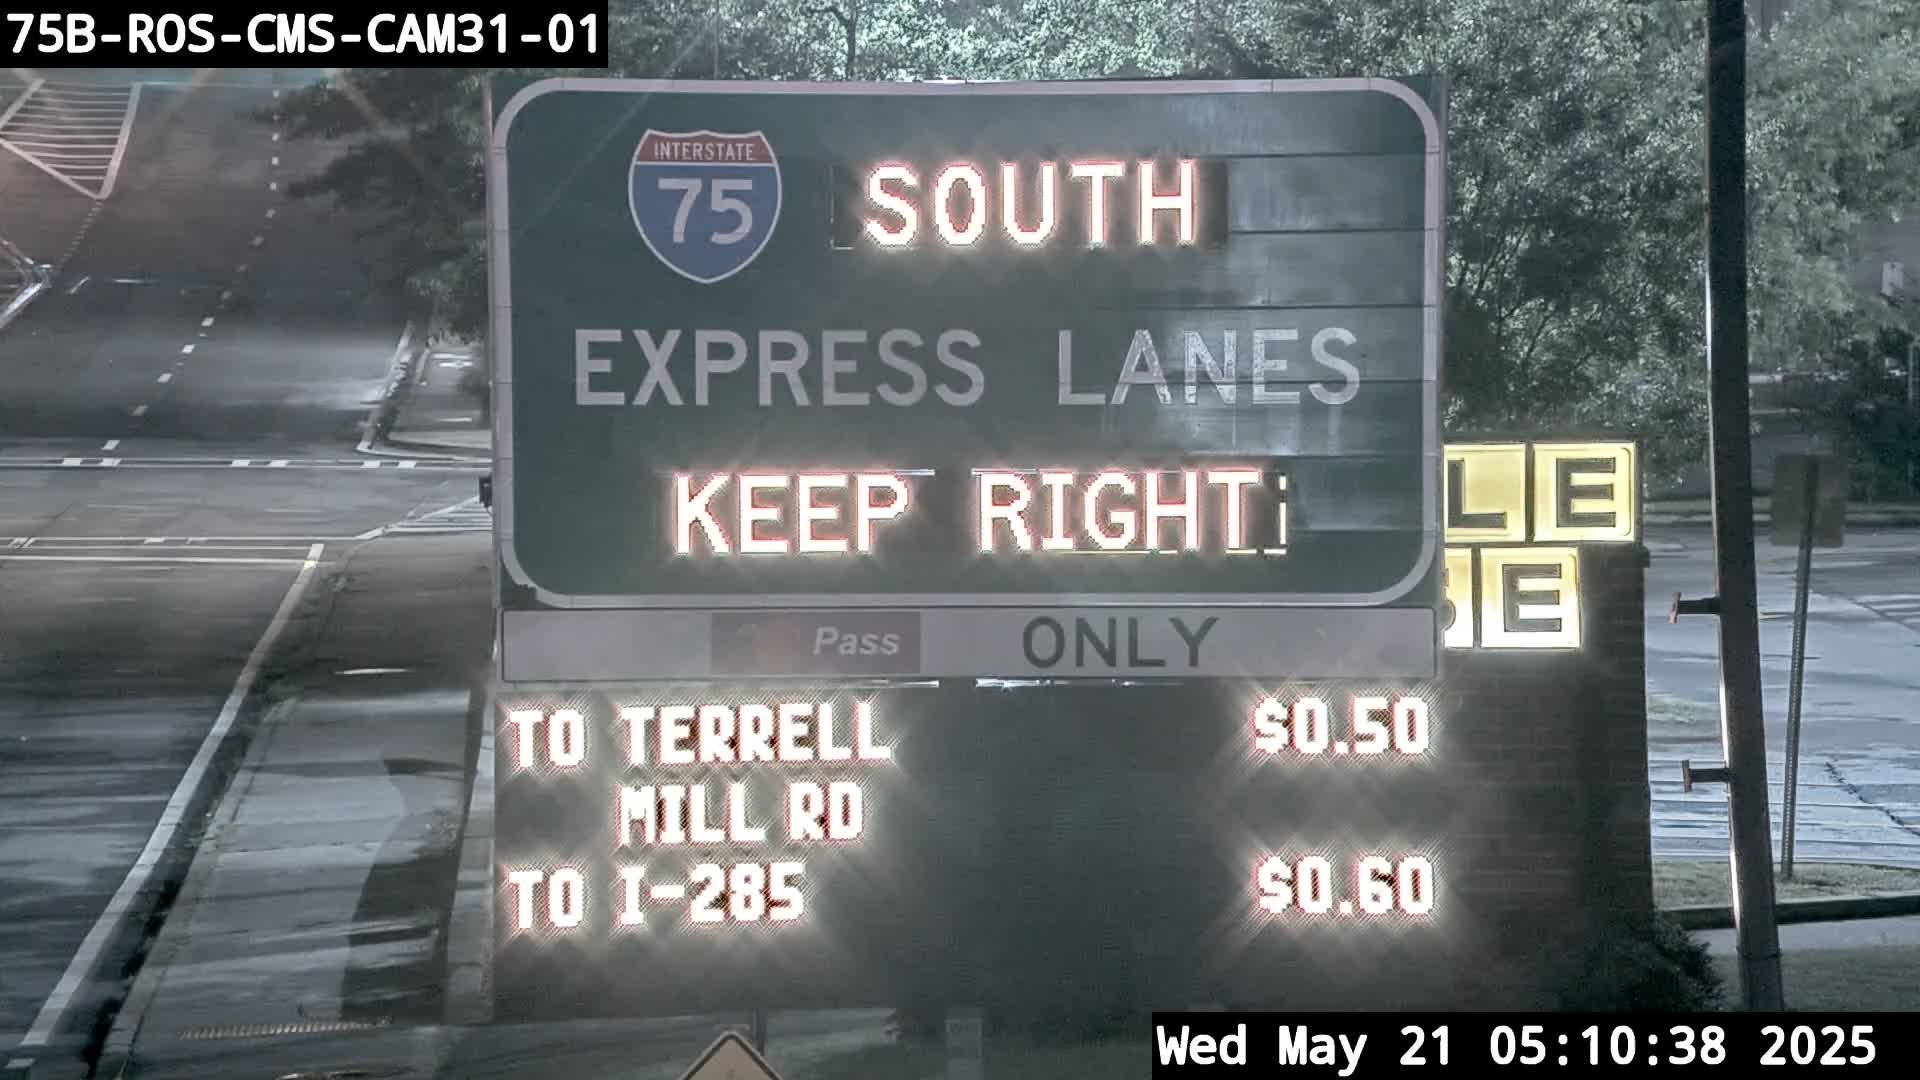 75B-ROS-CMS-CAM31-01
INTERSTATE
75
SOUTH
EXPRESS LANES
KEEP RIGHT
Pass ONLY
LE
E
TO TERRELL $0.50
MILL RD
TO I-285 $0.60
Wed May 21 05:10:38 2025